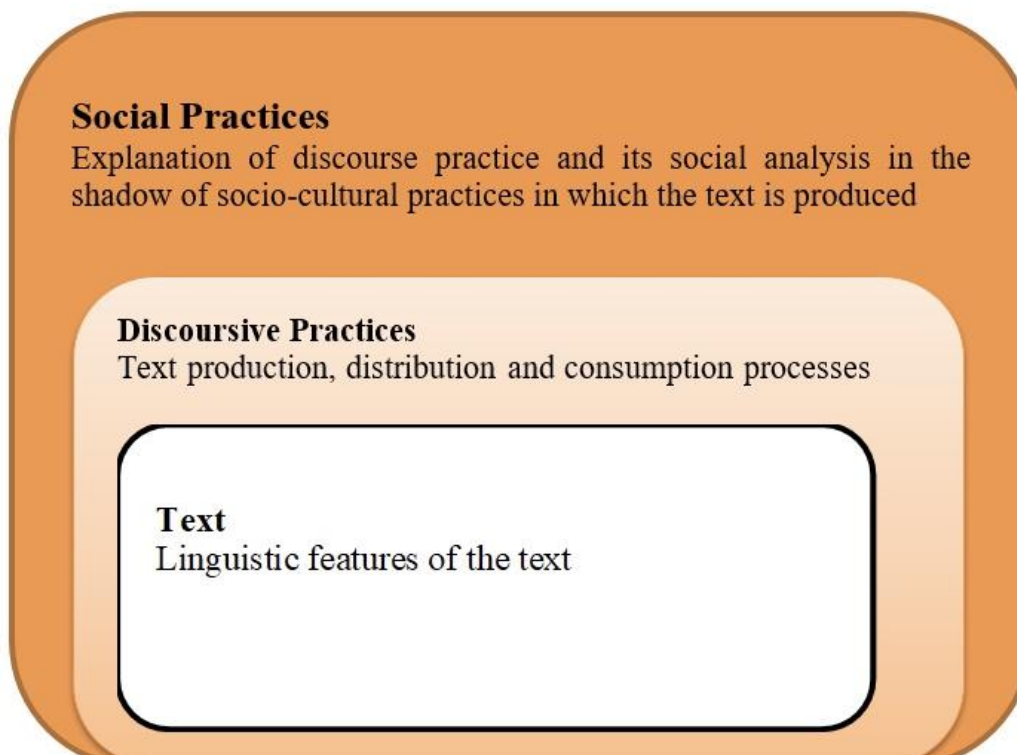 Social Practices
Explanation of discourse practice and its social analysis in the
shadow of socio-cultural practices in which the text is produced
Discoursive Practices
Text production, distribution and consumption processes
Text
Linguistic features of the text